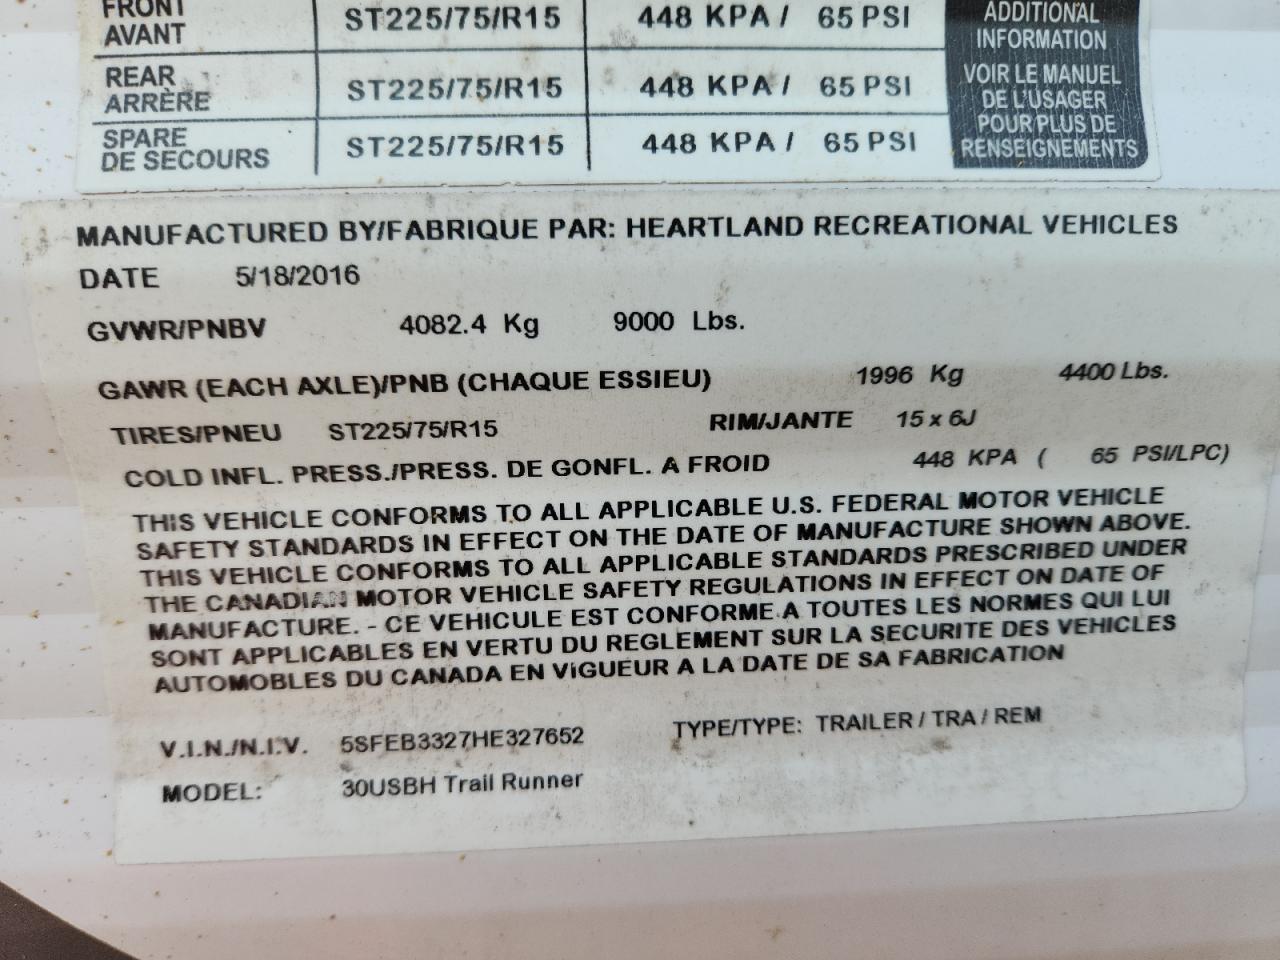 FRONT ST225/75/R15 448 KPA / 65 PSI
AVANT
REAR ST225/75/R15 448 KPA / 65 PSI
ARRÈRE
SPARE ST225/75/R15 448 KPA / 65 PSI
DE SECOURS
ADDITIONAL
INFORMATION
VOIR LE MANUEL
DE L'USAGER
POUR PLUS DE
RENSEIGNEMENTS
MANUFACTURED BY/FABRIQUE PAR: HEARTLAND RECREATIONAL VEHICLES
DATE 5/18/2016
GVWR/PNBV 4082.4 Kg 9000 Lbs.
GAWR (EACH AXLE)/PNB (CHAQUE ESSIEU) 1996 Kg 4400 Lbs.
TIRES/PNEU ST225/75/R15 RIM/JANTE 15 x 6J
COLD INFL. PRESS./PRESS. DE GONFL. A FROID 448 KPA ( 65 PSI/LPC)
THIS VEHICLE CONFORMS TO ALL APPLICABLE U.S. FEDERAL MOTOR VEHICLE
SAFETY STANDARDS IN EFFECT ON THE DATE OF MANUFACTURE SHOWN ABOVE.
THIS VEHICLE CONFORMS TO ALL APPLICABLE STANDARDS PRESCRIBED UNDER
THE CANADIAN MOTOR VEHICLE SAFETY REGULATIONS IN EFFECT ON DATE OF
MANUFACTURE. - CE VEHICULE EST CONFORME A TOUTES LES NORMES QUI LUI
SONT APPLICABLES EN VERTU DU REGLEMENT SUR LA SECURITE DES VEHICLES
AUTOMOBLES DU CANADA EN VIGUEUR A LA DATE DE SA FABRICATION
V.I.N./N.I.V. 5SFEB3327HE327652 TYPE/TYPE: TRAILER / TRA / REM
MODEL: 30USBH Trail Runner